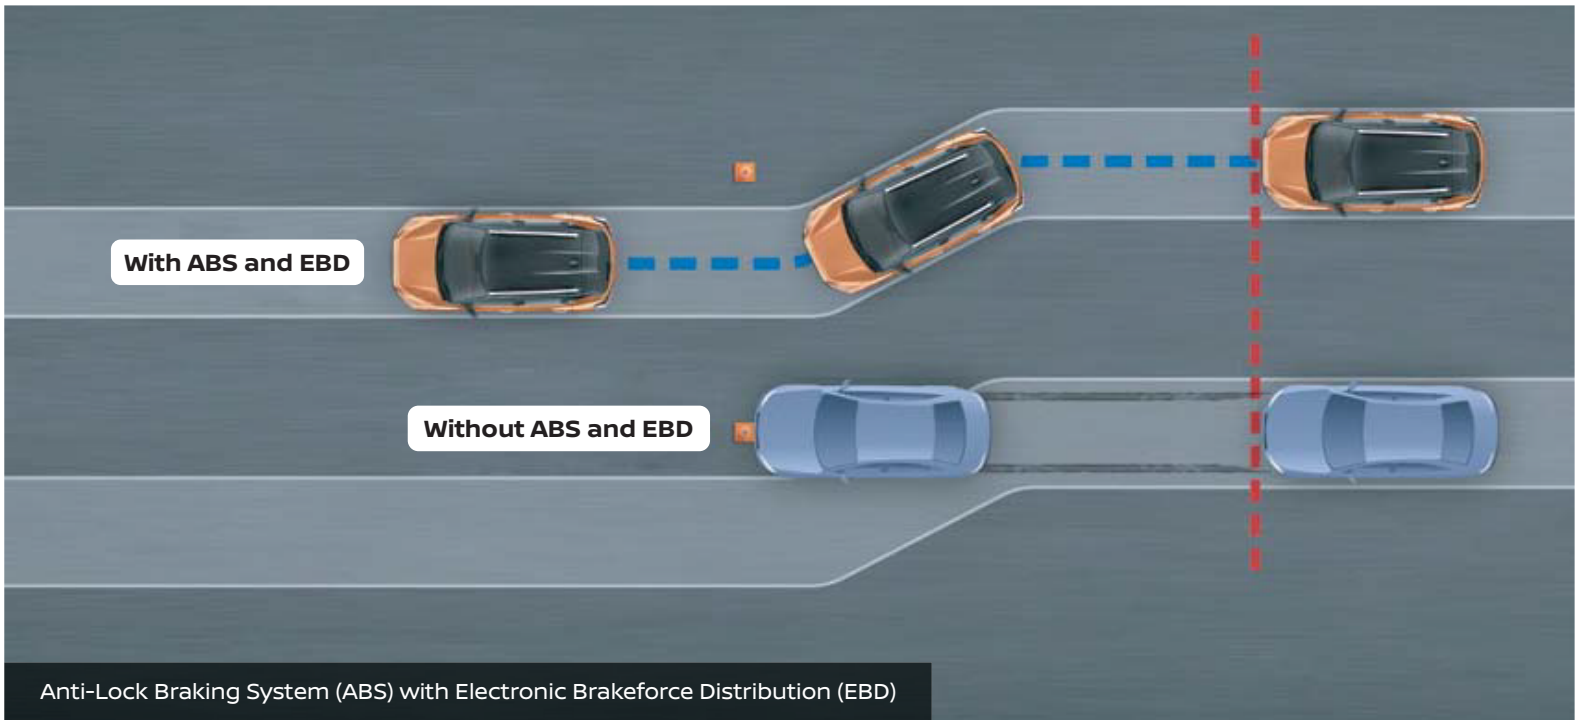 With ABS and EBD
Without ABS and EBD
Anti-Lock Braking System (ABS) with Electronic Brakeforce Distribution (EBD)